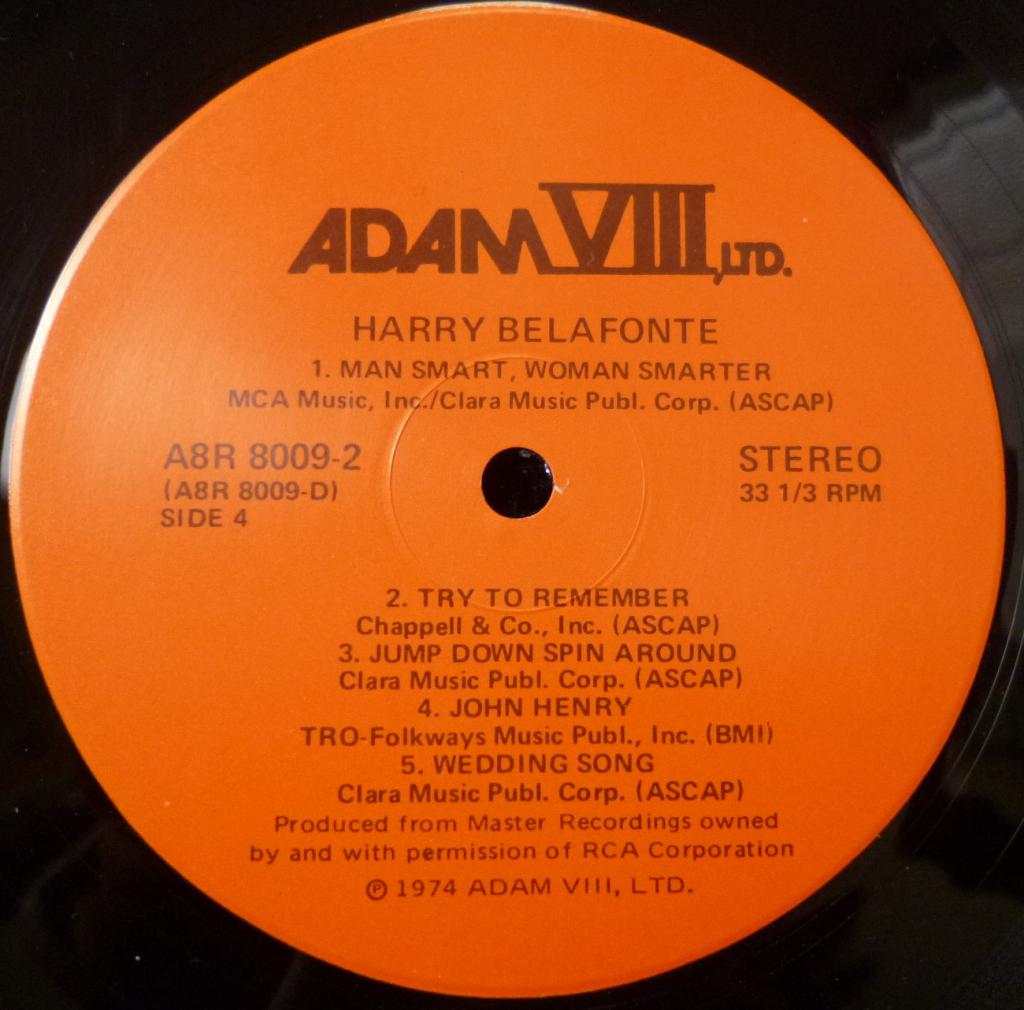 ADAM VIII, LTD.
HARRY BELAFONTE
1. MAN SMART, WOMAN SMARTER
MCA Music, Inc./Clara Music Publ. Corp. (ASCAP)
A8R 8009-2
(A8R 8009-D)
SIDE 4
STEREO
33 1/3 RPM
2. TRY TO REMEMBER
Chappell & Co., Inc. (ASCAP)
3. JUMP DOWN SPIN AROUND
Clara Music Publ. Corp. (ASCAP)
4. JOHN HENRY
TRO-Folkways Music Publ., Inc. (BMI)
5. WEDDING SONG
Clara Music Publ. Corp. (ASCAP)
Produced from Master Recordings owned
by and with permission of RCA Corporation
℗ 1974 ADAM VIII, LTD.